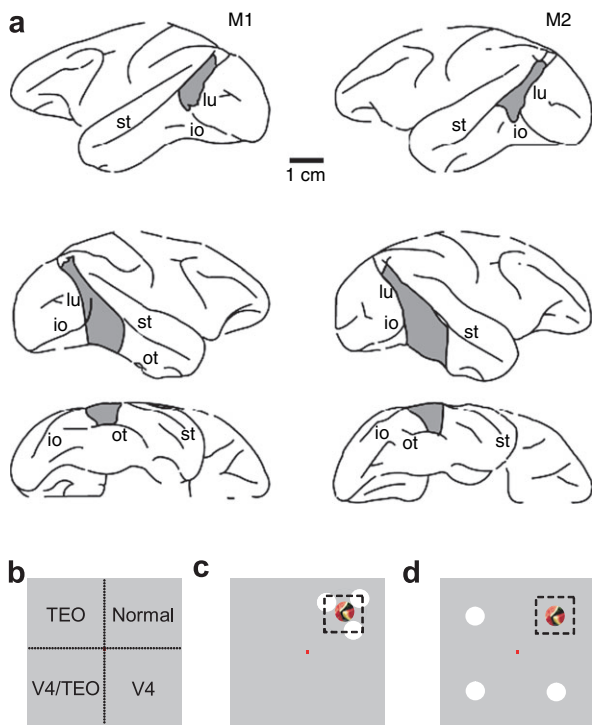 a
M1
M2
lu
st
io
lu
st
io
1 cm
lu
io
st
ot
lu
io
st
io
ot
st
io
ot
st
b
c
d
TEO
Normal
V4/TEO
V4